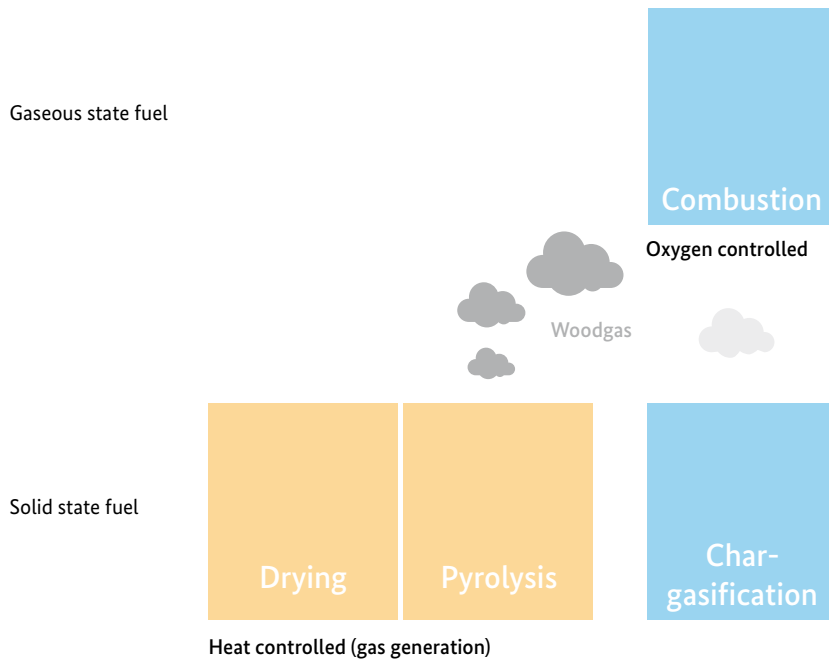 Gaseous state fuel
Combustion
Oxygen controlled
Woodgas
Solid state fuel
Drying
Pyrolysis
Char-
gasification
Heat controlled (gas generation)